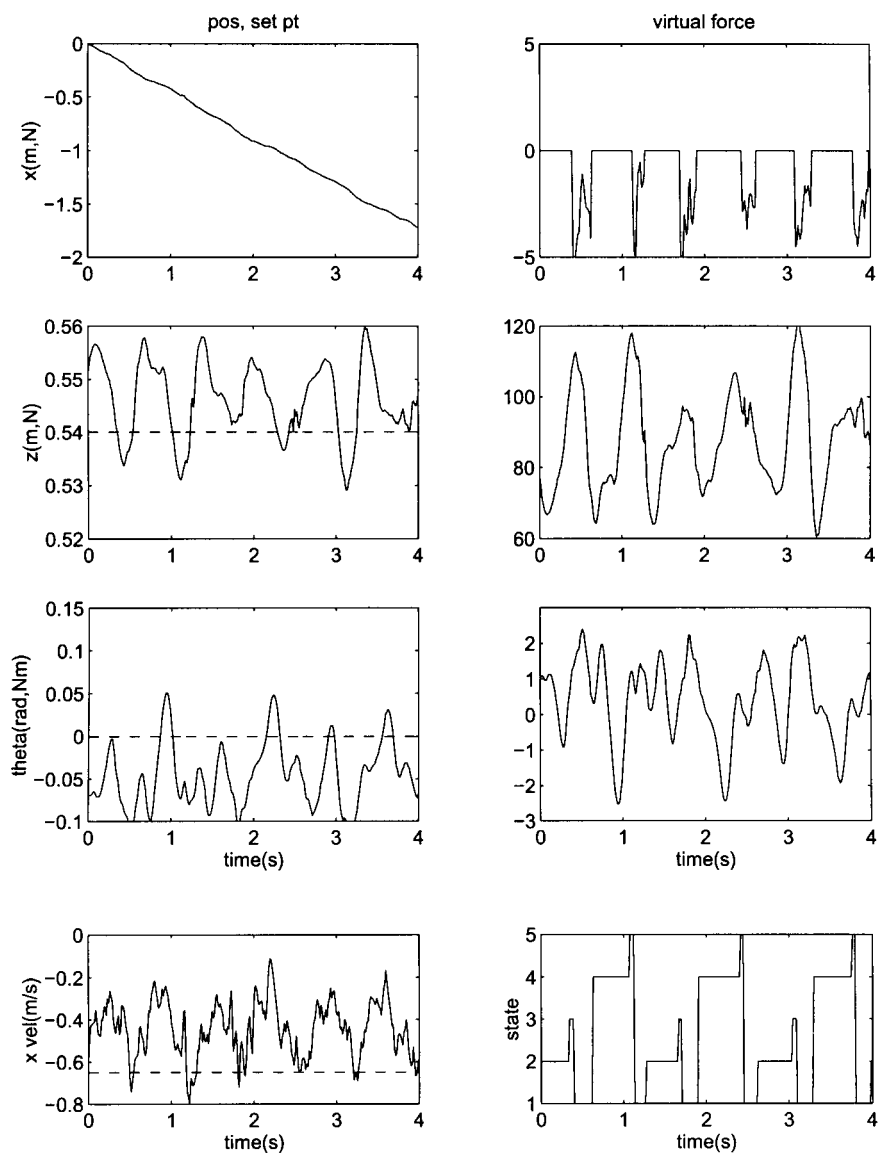 pos, set pt
virtual force
x(m,N)
0
−0.5
−1
−1.5
−2
0 1 2 3 4
5
0
−5
0 1 2 3 4
z(m,N)
0.56
0.55
0.54
0.53
0.52
0 1 2 3 4
120
100
80
60
0 1 2 3 4
theta(rad,Nm)
0.15
0.1
0.05
0
−0.05
−0.1
0 1 2 3 4
time(s)
2
1
0
−1
−2
−3
0 1 2 3 4
time(s)
x vel(m/s)
0
−0.2
−0.4
−0.6
−0.8
0 1 2 3 4
time(s)
state
5
4
3
2
1
0 1 2 3 4
time(s)